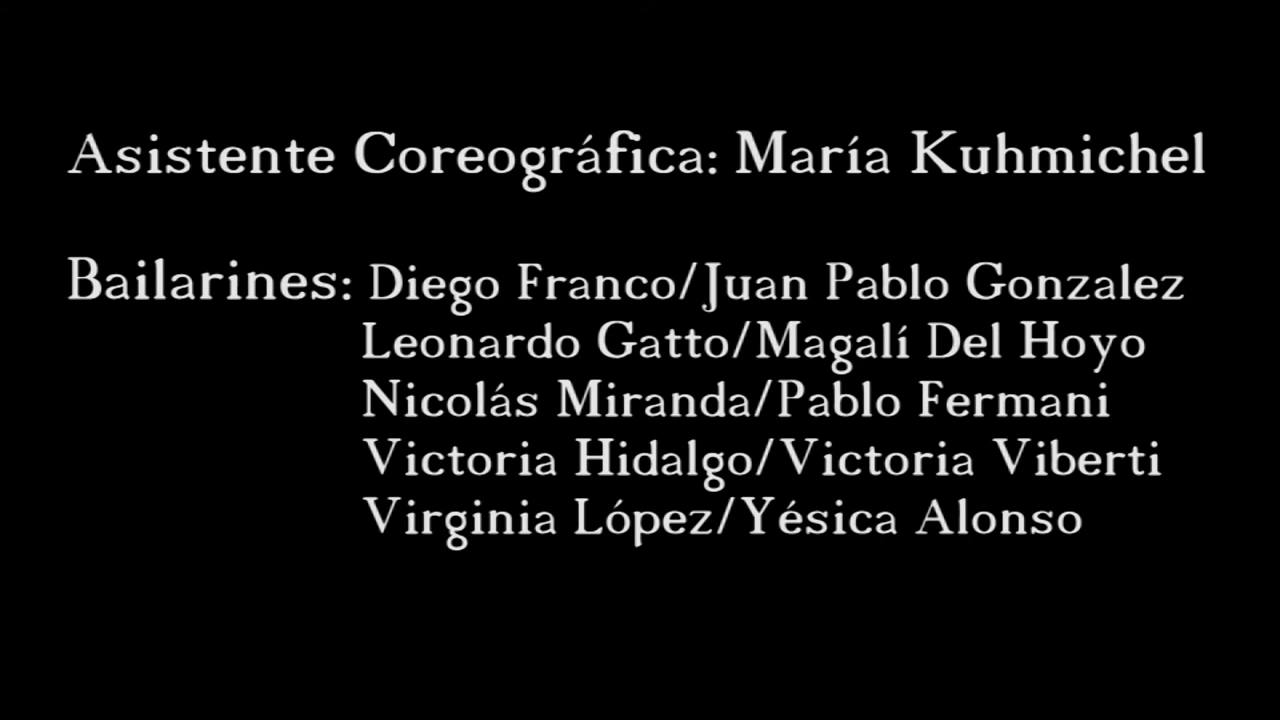 Asistente Coreográfica: María Kuhmichel
Bailarines: Diego Franco/Juan Pablo Gonzalez
Leonardo Gatto/Magalí Del Hoyo
Nicolás Miranda/Pablo Fermani
Victoria Hidalgo/Victoria Viberti
Virginia López/Yésica Alonso